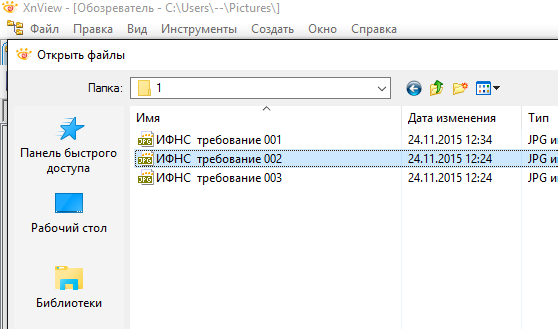 XnView - [Обозреватель - C:\Users\--\Pictures\]
Файл Правка Вид Инструменты Создать Окно Справка
Открыть файлы
Папка: 1
Имя Дата изменения Тип
ИФНС требование 001 24.11.2015 12:34 JPG и
ИФНС требование 002 24.11.2015 12:24 JPG и
ИФНС требование 003 24.11.2015 12:24 JPG и
Панель быстрого
доступа
Рабочий стол
Библиотеки